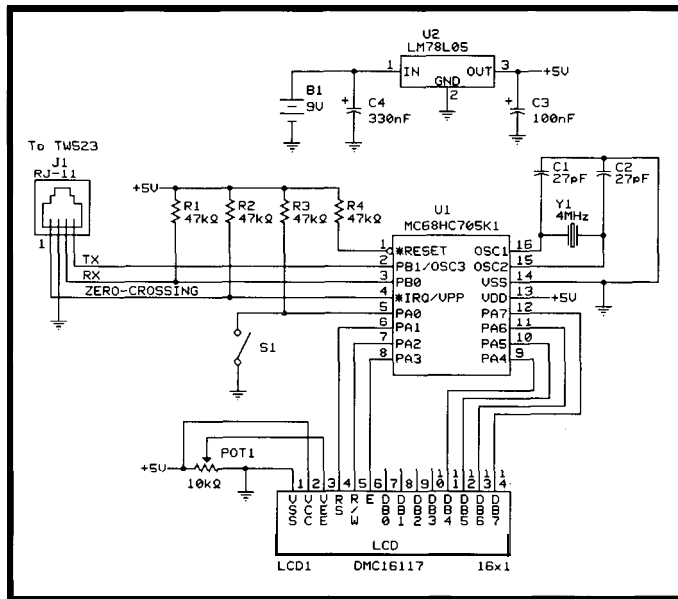 U2
LM78L05
1 IN OUT 3
GND
2
+5V
B1
9V
+
C4
330nF
+
C3
100nF
To TW523
J1
RJ-11
1
+5V
R1
47kΩ
R2
47kΩ
R3
47kΩ
R4
47kΩ
C1
27pF
C2
27pF
Y1
4MHz
U1
MC68HC705K1
1 *RESET OSC1 16
TX 2 PB1/OSC3 OSC2 15
RX 3 PB0 VSS 14
ZERO-CROSSING 4 *IRQ/VPP VDD 13 +5V
5 PA0 PA7 12
6 PA1 PA6 11
7 PA2 PA5 10
8 PA3 PA4 9
S1
+5V
POT1
10kΩ
1 2 3 4 5 6 7 8 9 10 11 12 13 14
VSS VCC VEE RS R/W E DB0 DB1 DB2 DB3 DB4 DB5 DB6 DB7
LCD
LCD1 DMC16117 16x1